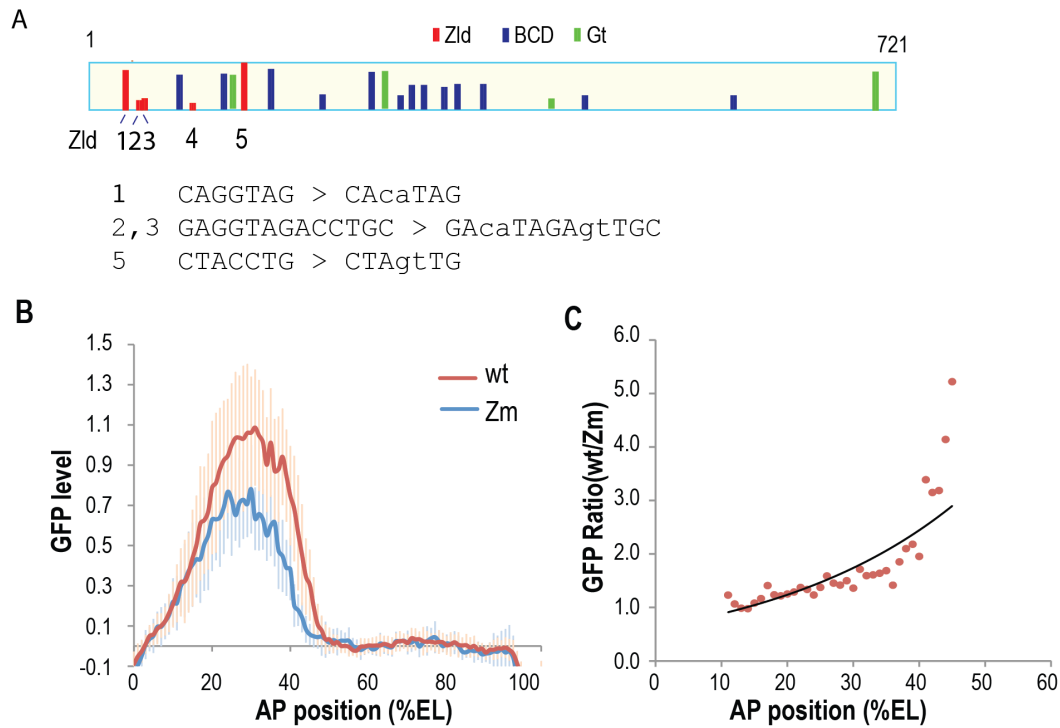 A
1
Zld BCD Gt
721
Zld 1 2 3 4 5
1 CAGGTAG > CAcaTAG
2,3 GAGGTAGACCTGC > GAcaTAGAgtTGC
5 CTACCTG > CTAgtTG
B
1.5
1.3
1.1
0.9
0.7
0.5
0.3
0.1
-0.1
GFP level
wt
Zm
0 20 40 60 80 100
AP position (%EL)
C
6.0
5.0
4.0
3.0
2.0
1.0
0.0
GFP Ratio(wt/Zm)
0 10 20 30 40 50 60
AP position (%EL)